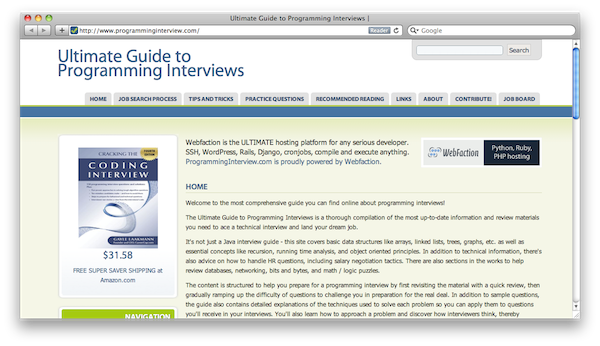 Ultimate Guide to Programming Interviews |
http://www.programminginterview.com/
Reader
Google
Ultimate Guide to
Programming Interviews
Search
HOME
JOB SEARCH PROCESS
TIPS AND TRICKS
PRACTICE QUESTIONS
RECOMMENDED READING
LINKS
ABOUT
CONTRIBUTE!
JOB BOARD
CRACKING THE
CODING
INTERVIEW
GAYLE LAAKMANN
$31.58
FREE SUPER SAVER SHIPPING at
Amazon.com
NAVIGATION
Webfaction is the ULTIMATE hosting platform for any serious developer.
SSH, WordPress, Rails, Django, cronjobs, compile and execute anything.
ProgrammingInterview.com is proudly powered by Webfaction.
WebFaction
Python, Ruby,
PHP hosting
HOME
Welcome to the most comprehensive guide you can find online about programming interviews!
The Ultimate Guide to Programming Interviews is a thorough compilation of the most up-to-date information and review materials
you need to ace a technical interview and land your dream job.
It's not just a Java interview guide - this site covers basic data structures like arrays, linked lists, trees, graphs, etc. as well as
essential concepts like recursion, running time analysis, and object oriented principles. In addition to technical information, there's
also advice on how to handle HR questions, including salary negotiation tactics. There are also sections in the works to help
review databases, networking, bits and bytes, and math / logic puzzles.
The content is structured to help you prepare for a programming interview by first revisiting the material with a quick review, then
gradually ramping up the difficulty of questions to challenge you in preparation for the real deal. In addition to sample questions,
the guide also contains detailed explanations of the techniques used to solve each problem so you can apply them to questions
you'll receive in your interviews. You'll also learn how to approach a problem and discover how interviewers think, thereby